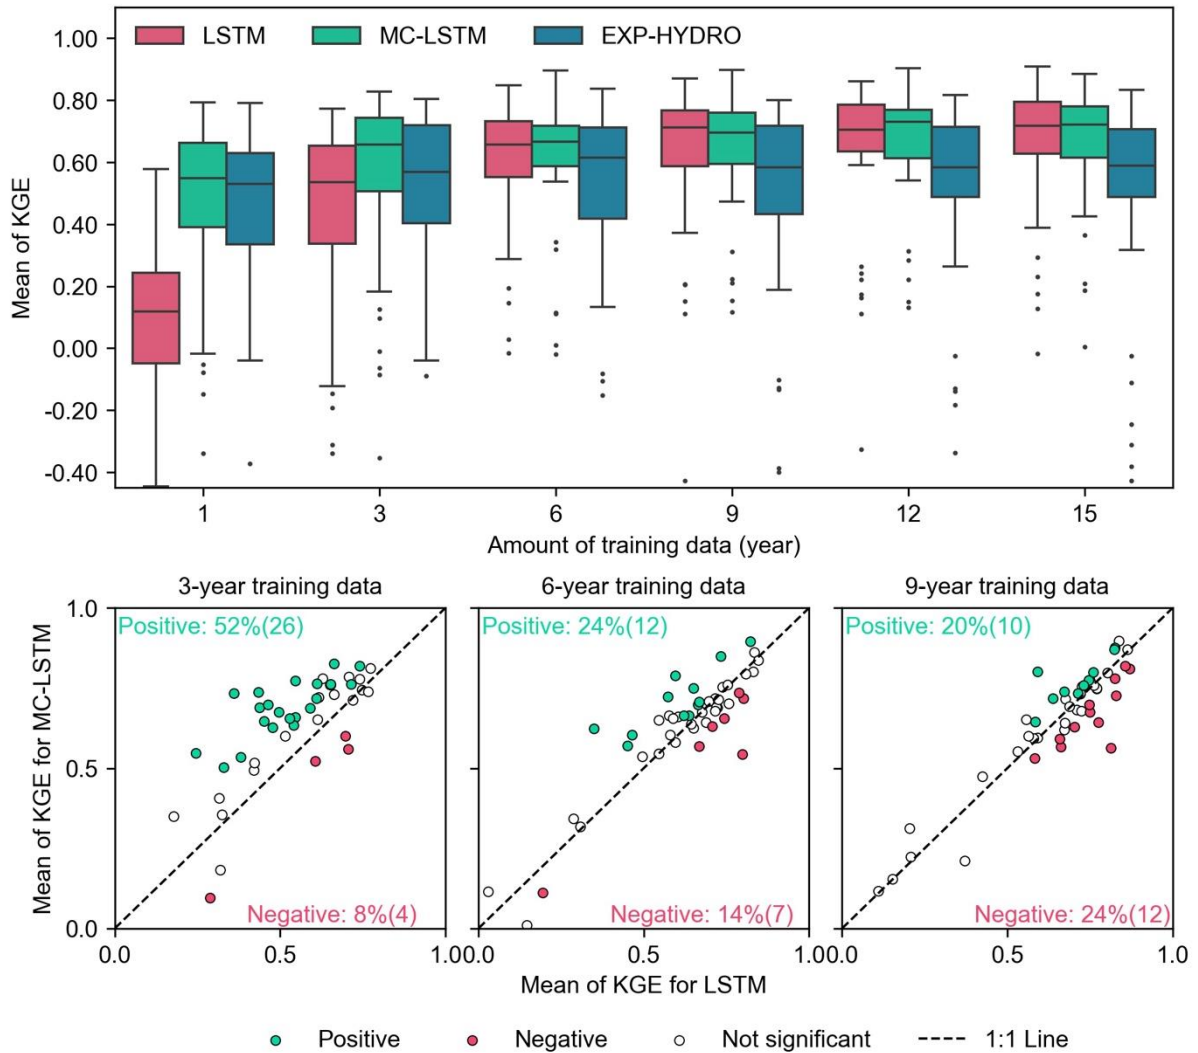 LSTM MC-LSTM EXP-HYDRO
1.00
0.80
0.60
0.40
0.20
0.00
-0.20
-0.40
Mean of KGE
1 3 6 9 12 15
Amount of training data (year)
3-year training data 6-year training data 9-year training data
1.0
0.5
0.0
Mean of KGE for MC-LSTM
Positive: 52%(26) Positive: 24%(12) Positive: 20%(10)
Negative: 8%(4) Negative: 14%(7) Negative: 24%(12)
0.0 0.5 1.0 0.0 0.5 1.0 0.0 0.5 1.0
Mean of KGE for LSTM
Positive Negative Not significant 1:1 Line